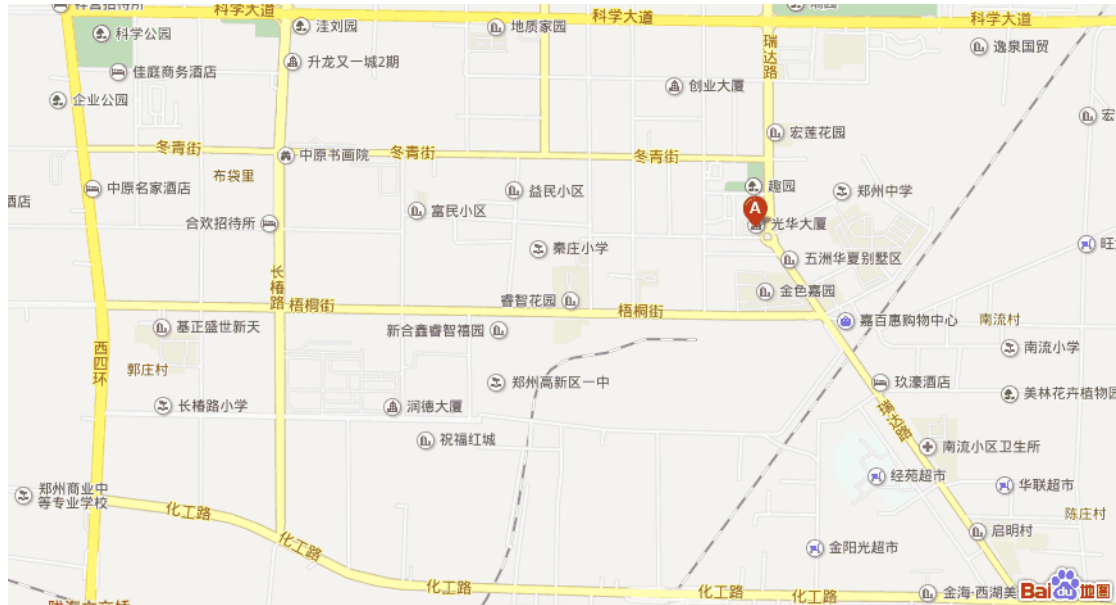 科学大道
科学大道
科学大道
洼刘园
地质家园
瑞达路
逸泉国贸
科学公园
升龙又一城2期
佳庭商务酒店
创业大厦
企业公园
宏莲花园
宏
冬青街
中原书画院
冬青街
冬青街
布袋里
中原名家酒店
益民小区
趣园
郑州中学
酒店
富民小区
A
合欢招待所
光华大厦
秦庄小学
旺
五洲华夏别墅区
长椿路
金色嘉园
睿智花园
梧桐街
梧桐街
嘉百惠购物中心
南流村
基正盛世新天
新合鑫睿智禧园
南流小学
西四环
郭庄村
郑州高新区一中
玖濠酒店
美林花卉植物园
长椿路小学
润德大厦
瑞达路
祝福红城
南流小区卫生所
经苑超市
华联超市
郑州商业中
等专业学校
化工路
陈庄村
启明村
化工路
金阳光超市
化工路
化工路
化工路
金海·西湖美
Bai du 地图